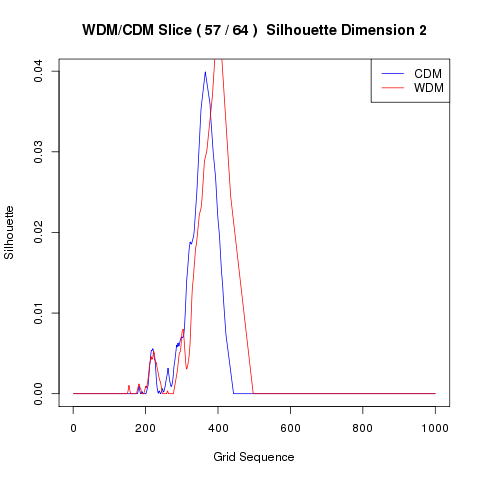 WDM/CDM Slice ( 57 / 64 )  Silhouette Dimension 2
CDM
WDM
Silhouette
0.04
0.03
0.02
0.01
0.00
0 200 400 600 800 1000
Grid Sequence